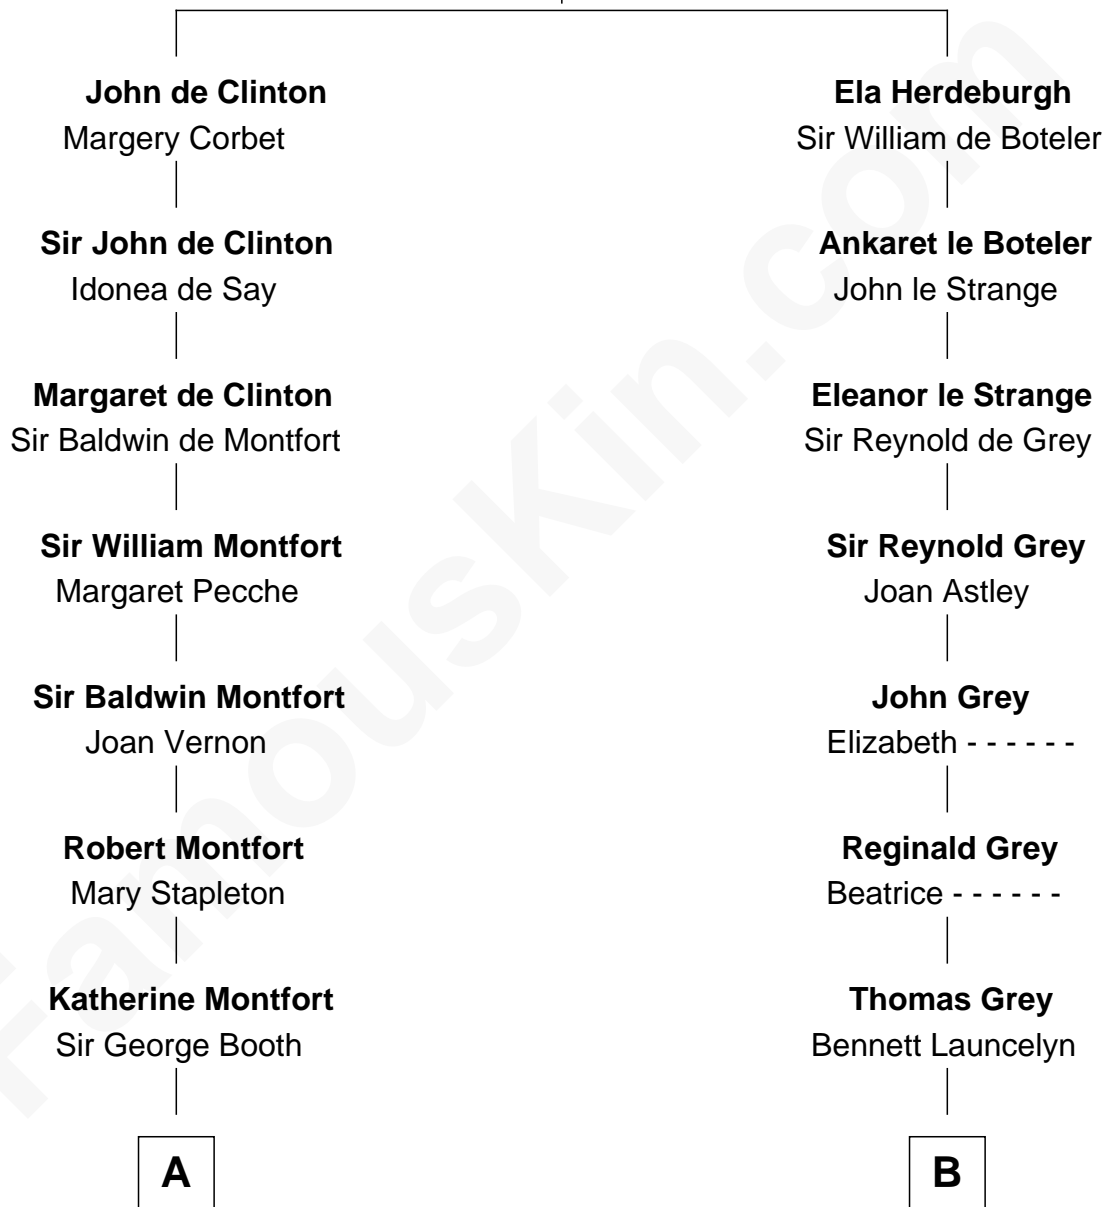 John de Clinton
Margery Corbet
Sir John de Clinton
Idonea de Say
Margaret de Clinton
Sir Baldwin de Montfort
Sir William Montfort
Margaret Pecche
Sir Baldwin Montfort
Joan Vernon
Robert Montfort
Mary Stapleton
Katherine Montfort
Sir George Booth
A
Ela Herdeburgh
Sir William de Boteler
Ankaret le Boteler
John le Strange
Eleanor le Strange
Sir Reynold de Grey
Sir Reynold Grey
Joan Astley
John Grey
Elizabeth - - - - - -
Reginald Grey
Beatrice - - - - - -
Thomas Grey
Bennett Launcelyn
B
FamousKin.com